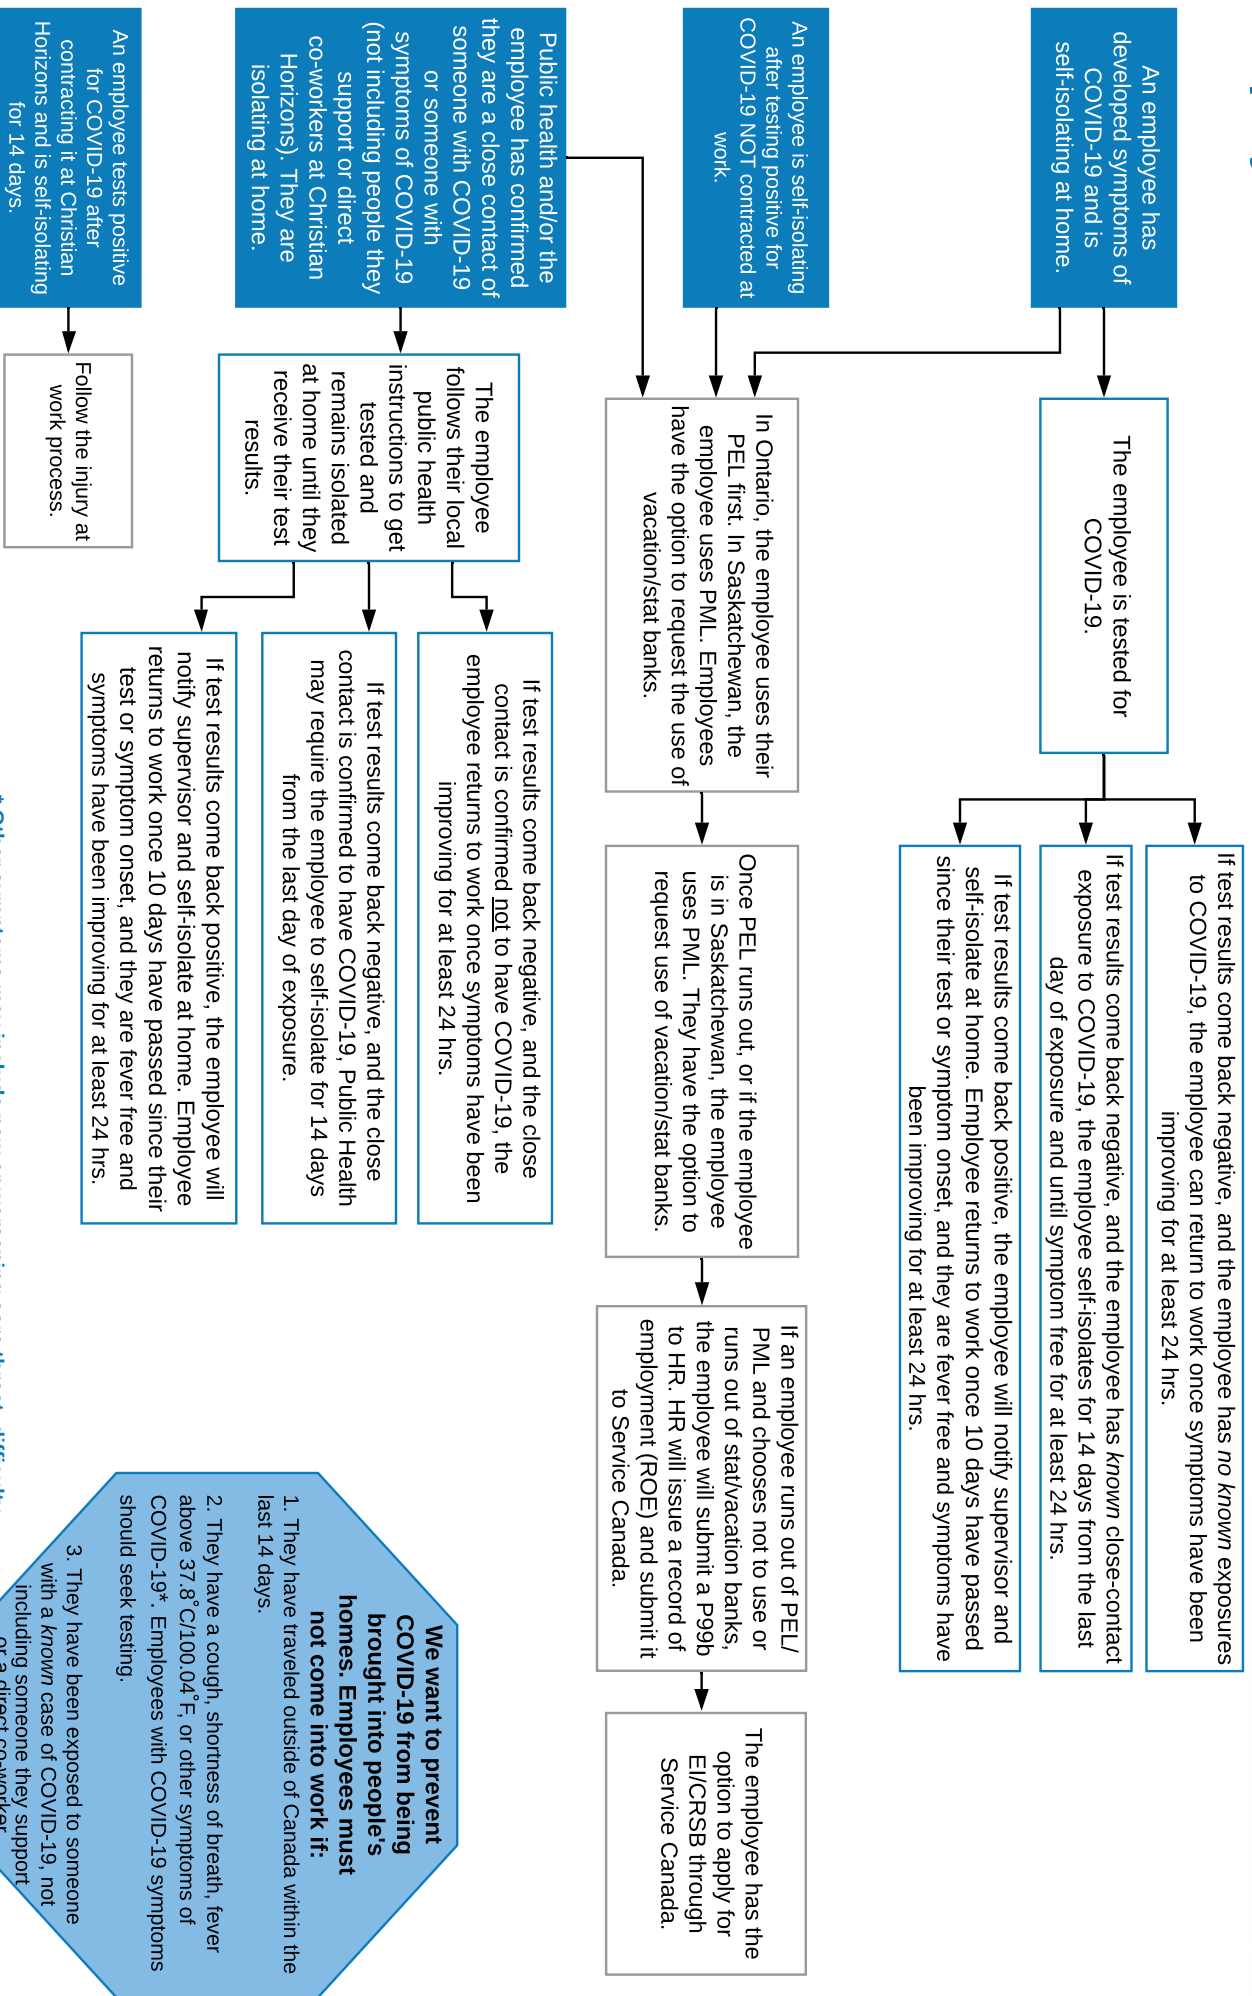 An employee has
developed symptoms of
COVID-19 and is
self-isolating at home.
The employee is tested for
COVID-19.
If test results come back negative, and the employee has no known exposures
to COVID-19, the employee can return to work once symptoms have been
improving for at least 24 hrs.
If test results come back negative, and the employee has known close-contact
exposure to COVID-19, the employee self-isolates for 14 days from the last
day of exposure and until symptom free for at least 24 hrs.
If test results come back positive, the employee will notify supervisor and
self-isolate at home. Employee returns to work once 10 days have passed
since their test or symptom onset, and they are fever free and symptoms have
been improving for at least 24 hrs.
An employee is self-isolating
after testing positive for
COVID-19 NOT contracted at
work.
In Ontario, the employee uses their
PEL first. In Saskatchewan, the
employee uses PML. Employees
have the option to request the use of
vacation/stat banks.
Once PEL runs out, or if the employee
is in Saskatchewan, the employee
uses PML. They have the option to
request use of vacation/stat banks.
If an employee runs out of PEL/
PML and chooses not to use or
runs out of stat/vacation banks,
the employee will submit a P99b
to HR. HR will issue a record of
employment (ROE) and submit it
to Service Canada.
The employee has the
option to apply for
EI/CRSB through
Service Canada.
Public health and/or the
employee has confirmed
they are a close contact of
someone with COVID-19
or someone with
symptoms of COVID-19
(not including people they
support or direct
co-workers at Christian
Horizons). They are
isolating at home.
The employee
follows their local
public health
instructions to get
tested and
remains isolated
at home until they
receive their test
results.
If test results come back negative, and the close
contact is confirmed not to have COVID-19, the
employee returns to work once symptoms have been
improving for at least 24 hrs.
If test results come back negative, and the close
contact is confirmed to have COVID-19, Public Health
may require the employee to self-isolate for 14 days
from the last day of exposure.
If test results come back positive, the employee will
notify supervisor and self-isolate at home. Employee
returns to work once 10 days have passed since their
test or symptom onset, and they are fever free and
symptoms have been improving for at least 24 hrs.
An employee tests positive
for COVID-19 after
contracting it at Christian
Horizons and is self-isolating
for 14 days.
Follow the injury at
work process.
We want to prevent
COVID-19 from being
brought into people's
homes. Employees must
not come into work if:
1. They have traveled outside of Canada within the
last 14 days.
2. They have a cough, shortness of breath, fever
above 37.8°C/100.04°F, or other symptoms of
COVID-19*. Employees with COVID-19 symptoms
should seek testing.
3. They have been exposed to someone
with a known case of COVID-19, not
including someone they support
or a direct co-worker